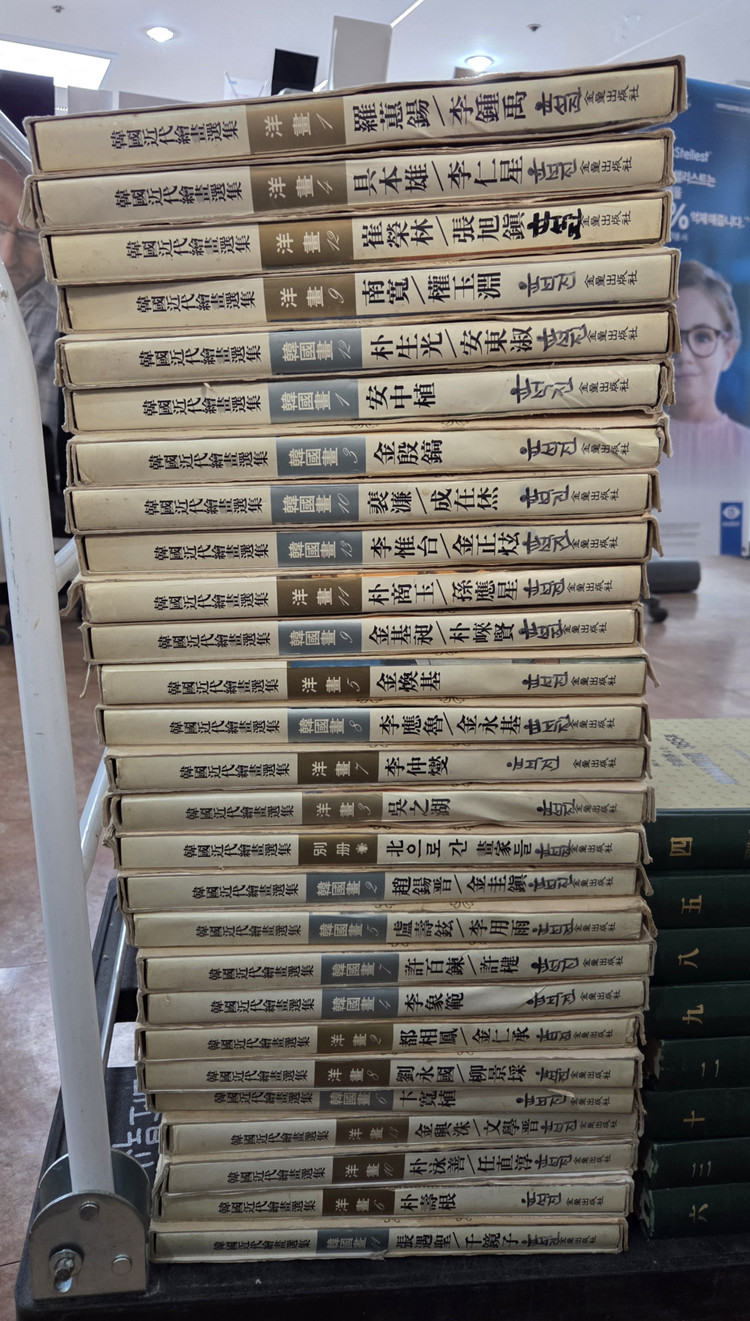 韓國近代繪畫選集 洋畫 1 羅蕙錫/李鍾禹 金星出版社
韓國近代繪畫選集 洋畫 4 具本雄/李仁星 金星出版社
韓國近代繪畫選集 洋畫 12 崔榮林/張旭鎭 金星出版社
韓國近代繪畫選集 洋畫 9 南寬/權玉淵 金星出版社
韓國近代繪畫選集 韓國畫 12 朴生光/安東淑 金星出版社
韓國近代繪畫選集 韓國畫 1 安中植 金星出版社
韓國近代繪畫選集 韓國畫 3 金殷鎬 金星出版社
韓國近代繪畫選集 韓國畫 10 裵濂/成在烋 金星出版社
韓國近代繪畫選集 韓國畫 13 李惟台/金正炫 金星出版社
韓國近代繪畫選集 洋畫 11 朴商玉/孫應星 金星出版社
韓國近代繪畫選集 韓國畫 9 金基昶/朴崍賢 金星出版社
韓國近代繪畫選集 洋畫 5 金煥基 金星出版社
韓國近代繪畫選集 韓國畫 8 李應魯/金永基 金星出版社
韓國近代繪畫選集 洋畫 7 李仲燮 金星出版社
韓國近代繪畫選集 洋畫 3 吳之湖 金星出版社
韓國近代繪畫選集 別册 北으로간 畫家들 金星出版社
韓國近代繪畫選集 韓國畫 2 趙錫晋/金圭鎭 金星出版社
韓國近代繪畫選集 韓國畫 5 盧壽鉉/李用雨 金星出版社
韓國近代繪畫選集 韓國畫 7 許百鍊/許楗 金星出版社
韓國近代繪畫選集 韓國畫 4 李象範 金星出版社
韓國近代繪畫選集 洋畫 2 都相鳳/金仁承 金星出版社
韓國近代繪畫選集 洋畫 8 劉永國/柳景埰 金星出版社
韓國近代繪畫選集 韓國畫 6 卞寬植 金星出版社
韓國近代繪畫選集 洋畫 13 金興洙/文學晋 金星出版社
韓國近代繪畫選集 洋畫 10 朴泳善/任直淳 金星出版社
韓國近代繪畫選集 洋畫 6 朴壽根 金星出版社
韓國近代繪畫選集 韓國畫 11 張遇聖/千鏡子 金星出版社
四
五
八
九
二
十
三
六